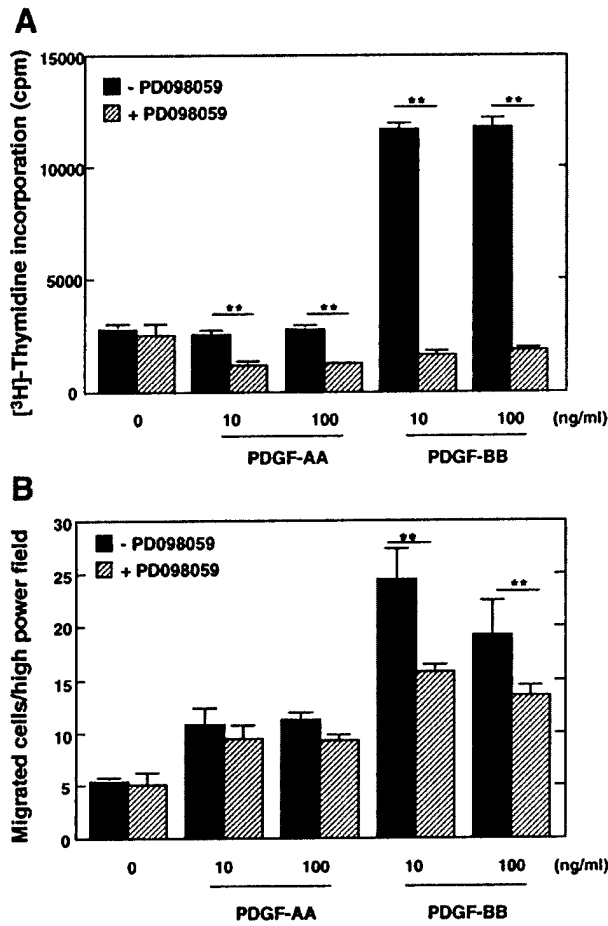 A
[³H]-Thymidine incorporation (cpm)
15000
10000
5000
0
- PD098059
+ PD098059
**
**
**
**
0
10
100
10
100
(ng/ml)
PDGF-AA
PDGF-BB
B
Migrated cells/high power field
30
25
20
15
10
5
0
- PD098059
+ PD098059
**
**
0
10
100
10
100
(ng/ml)
PDGF-AA
PDGF-BB